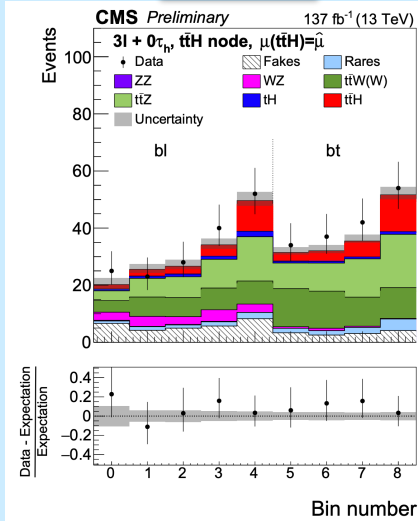 CMS Preliminary 137 fb⁻¹ (13 TeV)
3l + 0τₕ, tt̄H node, μ(tt̄H)=μ̂
Data Fakes Rares
ZZ WZ tt̄W(W)
tt̄Z tH tt̄H
Uncertainty
bl bt
Events
100
80
60
40
20
0
Data - Expectation
Expectation
0.4
0.2
0
−0.2
−0.4
0 1 2 3 4 5 6 7 8
Bin number